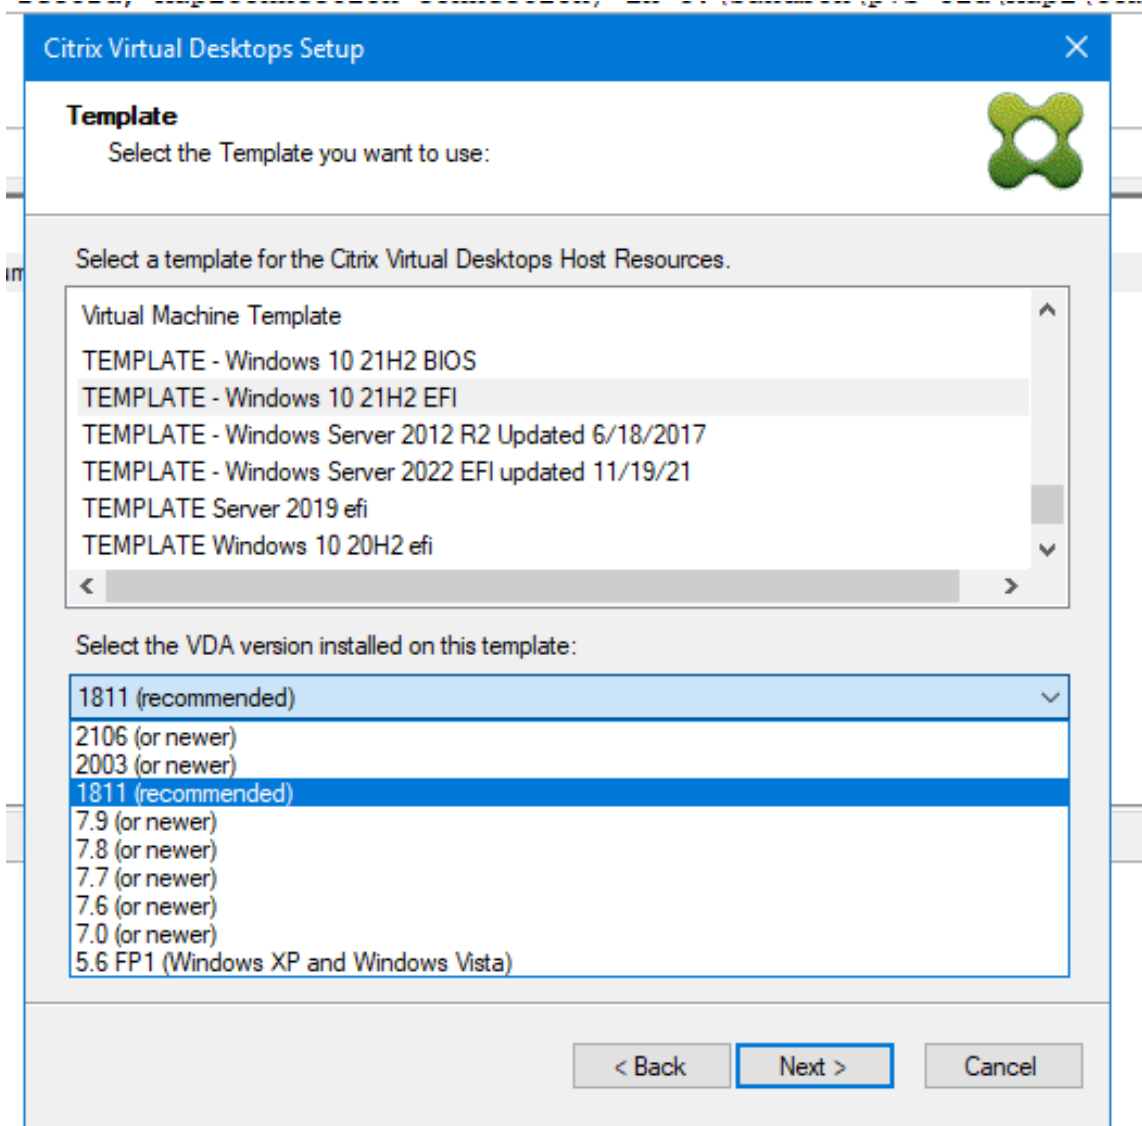 Citrix Virtual Desktops Setup
Template
Select the Template you want to use:
Select a template for the Citrix Virtual Desktops Host Resources.
Virtual Machine Template
TEMPLATE - Windows 10 21H2 BIOS
TEMPLATE - Windows 10 21H2 EFI
TEMPLATE - Windows Server 2012 R2 Updated 6/18/2017
TEMPLATE - Windows Server 2022 EFI updated 11/19/21
TEMPLATE Server 2019 efi
TEMPLATE Windows 10 20H2 efi
Select the VDA version installed on this template:
1811 (recommended)
2106 (or newer)
2003 (or newer)
1811 (recommended)
7.9 (or newer)
7.8 (or newer)
7.7 (or newer)
7.6 (or newer)
7.0 (or newer)
5.6 FP1 (Windows XP and Windows Vista)
< Back Next > Cancel